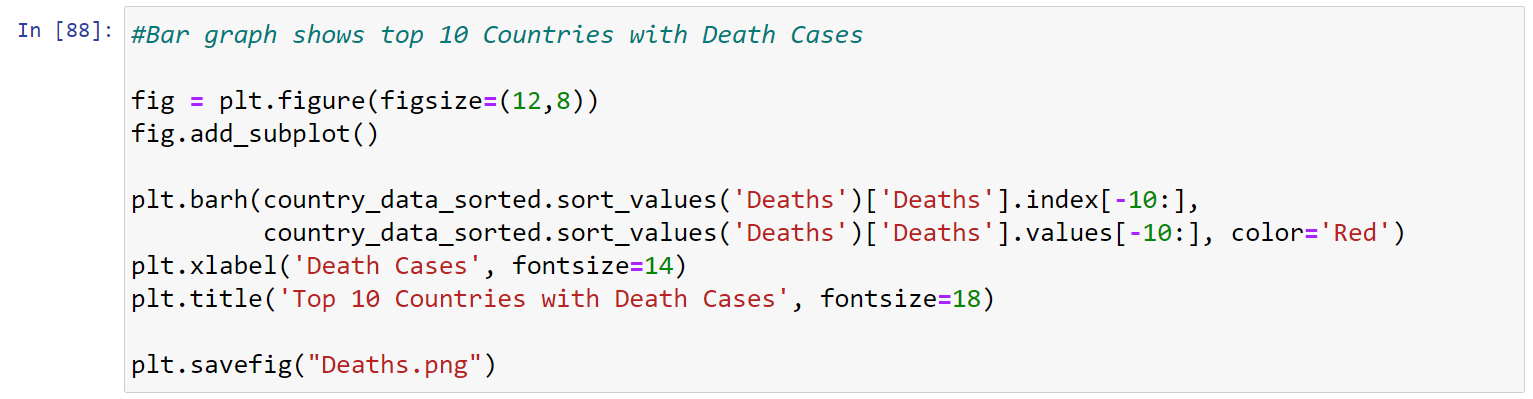 In [88]: #Bar graph shows top 10 Countries with Death Cases
fig = plt.figure(figsize=(12,8))
fig.add_subplot()
plt.barh(country_data_sorted.sort_values('Deaths')['Deaths'].index[-10:],
country_data_sorted.sort_values('Deaths')['Deaths'].values[-10:], color='Red')
plt.xlabel('Death Cases', fontsize=14)
plt.title('Top 10 Countries with Death Cases', fontsize=18)
plt.savefig("Deaths.png")